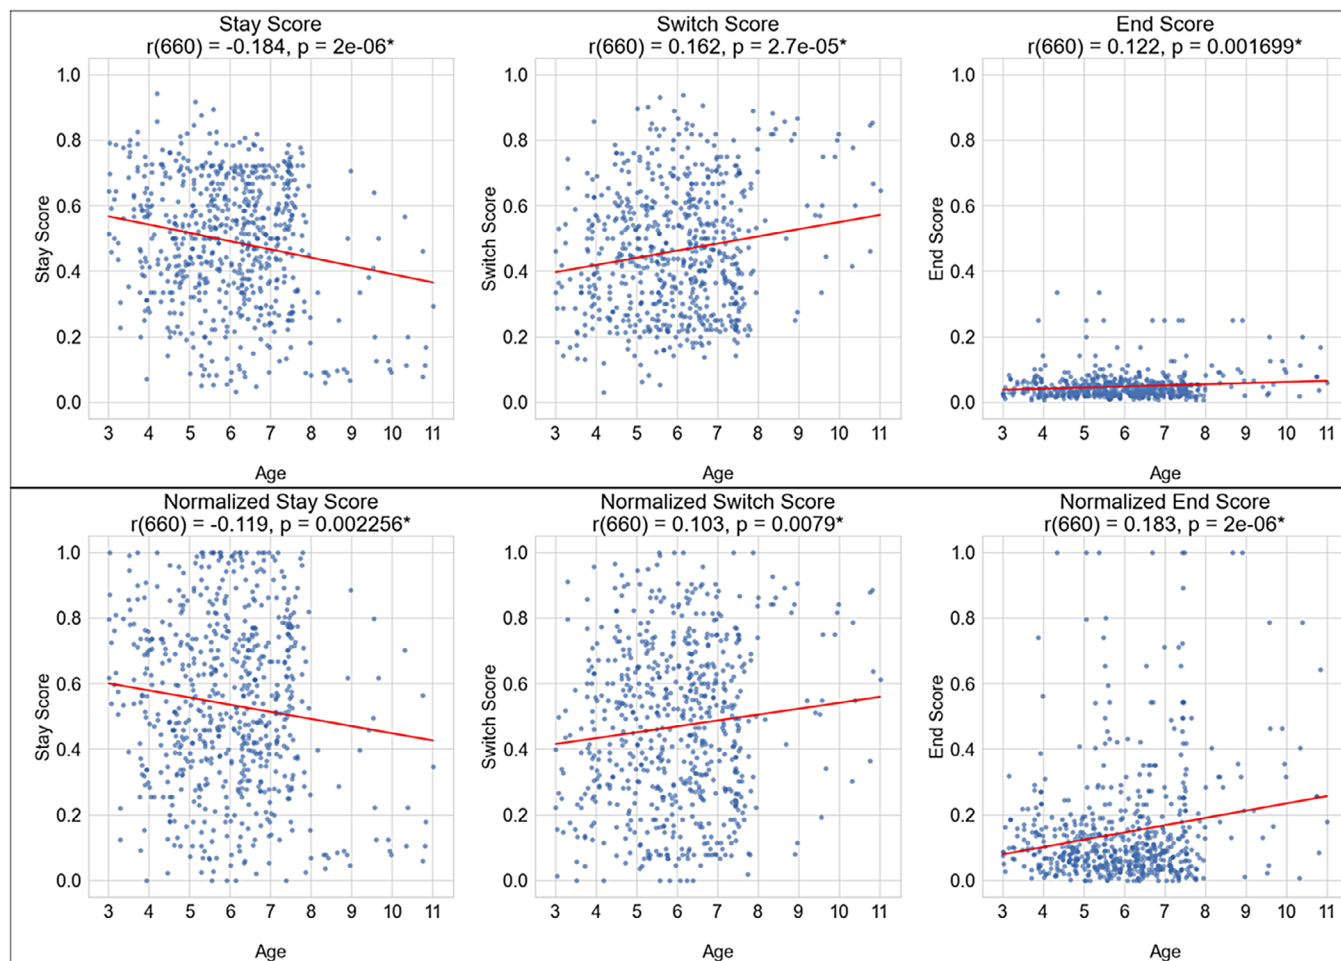 Stay Score
r(660) = -0.184, p = 2e-06*
1.0
0.8
0.6
0.4
0.2
0.0
Stay Score
3 4 5 6 7 8 9 10 11
Age
Switch Score
r(660) = 0.162, p = 2.7e-05*
1.0
0.8
0.6
0.4
0.2
0.0
Switch Score
3 4 5 6 7 8 9 10 11
Age
End Score
r(660) = 0.122, p = 0.001699*
1.0
0.8
0.6
0.4
0.2
0.0
End Score
3 4 5 6 7 8 9 10 11
Age
Normalized Stay Score
r(660) = -0.119, p = 0.002256*
1.0
0.8
0.6
0.4
0.2
0.0
Stay Score
3 4 5 6 7 8 9 10 11
Age
Normalized Switch Score
r(660) = 0.103, p = 0.0079*
1.0
0.8
0.6
0.4
0.2
0.0
Switch Score
3 4 5 6 7 8 9 10 11
Age
Normalized End Score
r(660) = 0.183, p = 2e-06*
1.0
0.8
0.6
0.4
0.2
0.0
End Score
3 4 5 6 7 8 9 10 11
Age